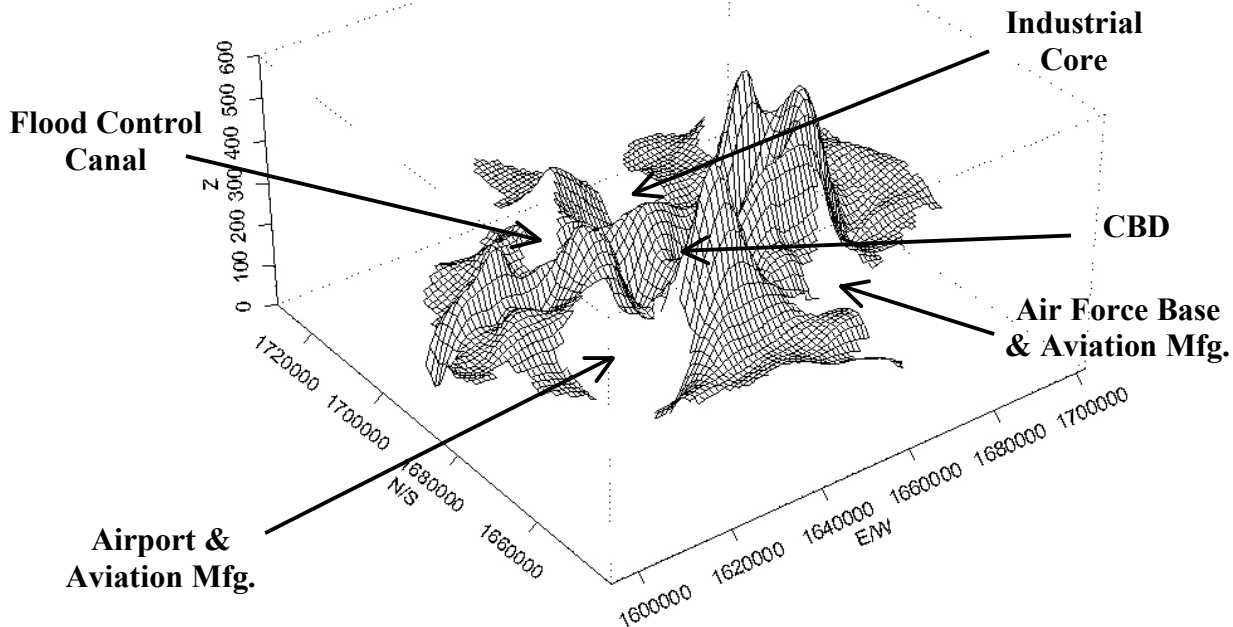 Industrial
Core
Flood Control
Canal
CBD
Air Force Base
& Aviation Mfg.
Airport &
Aviation Mfg.
Z
600
500
400
300
200
100
0
N/S
1720000
1700000
1680000
1660000
E/W
1600000
1620000
1640000
1660000
1680000
1700000